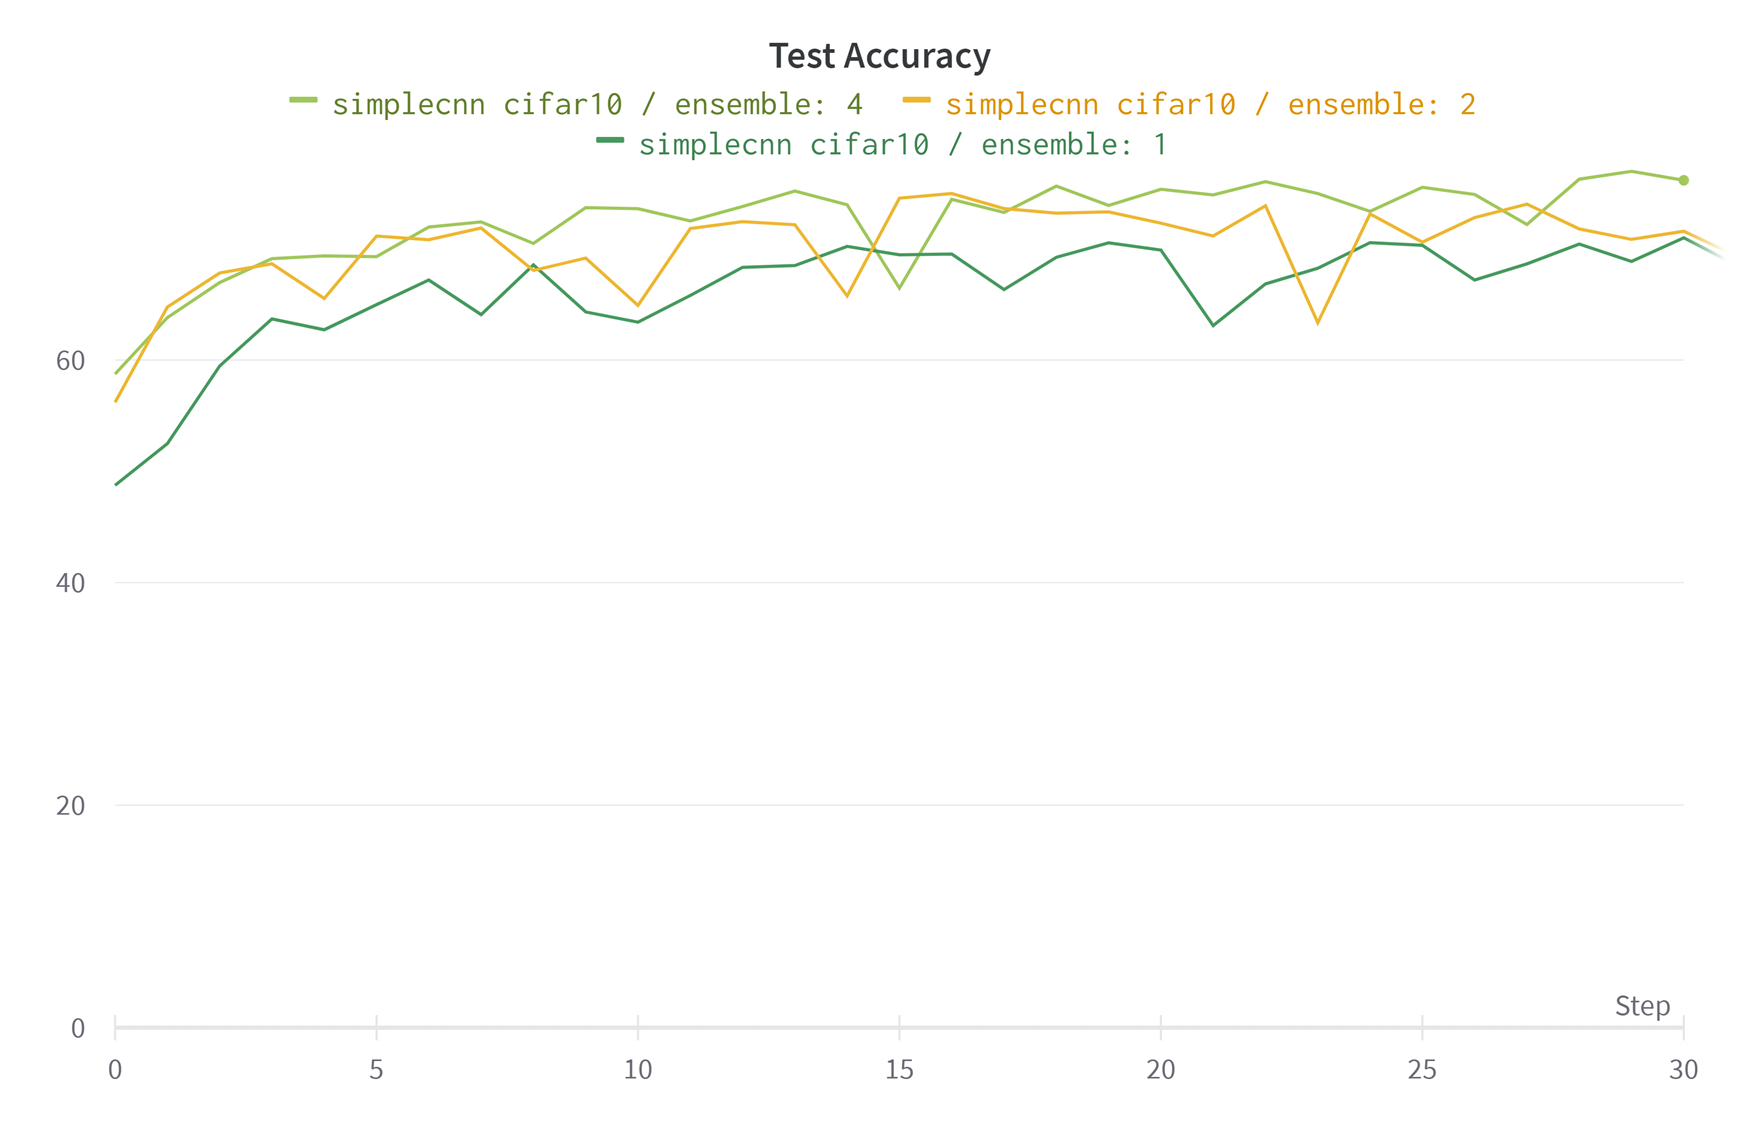 Test Accuracy
simplecnn cifar10 / ensemble: 4 simplecnn cifar10 / ensemble: 2
simplecnn cifar10 / ensemble: 1
60
40
20
0
Step
0 5 10 15 20 25 30